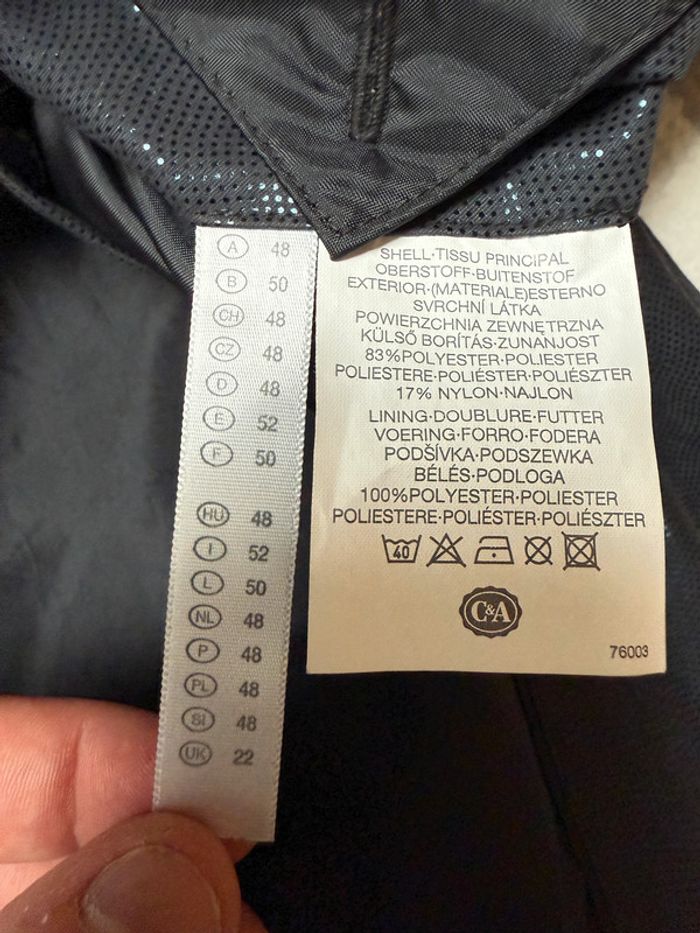 A 48
B 50
CH 48
CZ 48
D 48
E 52
F 50
HU 48
I 52
L 50
NL 48
P 48
PL 48
SI 48
UK 22
SHELL·TISSU PRINCIPAL
OBERSTOFF·BUITENSTOF
EXTERIOR·(MATERIALE)ESTERNO
SVRCHNÍ LÁTKA
POWIERZCHNIA ZEWNĘTRZNA
KÜLSŐ BORÍTÁS·ZUNANJOST
83%POLYESTER·POLIESTER
POLIESTERE·POLIÉSTER·POLIÉSZTER
17% NYLON·NAJLON
LINING·DOUBLURE·FUTTER
VOERING·FORRO·FODERA
PODŠÍVKA·PODSZEWKA
BÉLÉS·PODLOGA
100%POLYESTER·POLIESTER
POLIESTERE·POLIÉSTER·POLIÉSZTER
40
C&A
76003